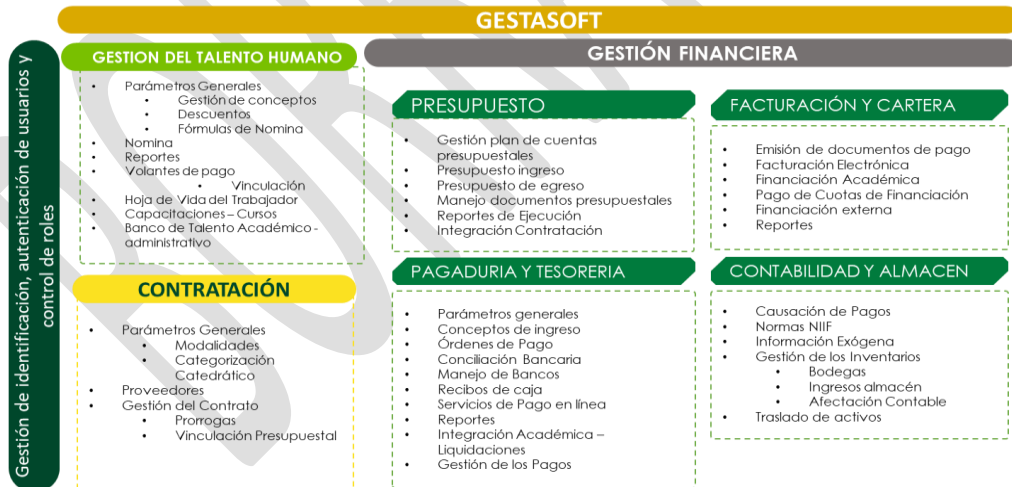 GESTASOFT
Gestión de identificación, autenticación de usuarios y
control de roles
GESTION DEL TALENTO HUMANO
• Parámetros Generales
• Gestión de conceptos
• Descuentos
• Fórmulas de Nomina
• Nomina
• Reportes
• Volantes de pago
• Vinculación
• Hoja de Vida del Trabajador
• Capacitaciones – Cursos
• Banco de Talento Académico -
administrativo
CONTRATACIÓN
• Parámetros Generales
• Modalidades
• Categorización
Catedrático
• Proveedores
• Gestión del Contrato
• Prorrogas
• Vinculación Presupuestal
GESTIÓN FINANCIERA
PRESUPUESTO
• Gestión plan de cuentas
presupuestales
• Presupuesto ingreso
• Presupuesto de egreso
• Manejo documentos presupuestales
• Reportes de Ejecución
• Integración Contratación
FACTURACIÓN Y CARTERA
• Emisión de documentos de pago
• Facturación Electrónica
• Financiación Académica
• Pago de Cuotas de Financiación
• Financiación externa
• Reportes
PAGADURIA Y TESORERIA
• Parámetros generales
• Conceptos de ingreso
• Órdenes de Pago
• Conciliación Bancaria
• Manejo de Bancos
• Recibos de caja
• Servicios de Pago en línea
• Reportes
• Integración Académica –
Liquidaciones
• Gestión de los Pagos
CONTABILIDAD Y ALMACEN
• Causación de Pagos
• Normas NIIF
• Información Exógena
• Gestión de los Inventarios
• Bodegas
• Ingresos almacén
• Afectación Contable
• Traslado de activos